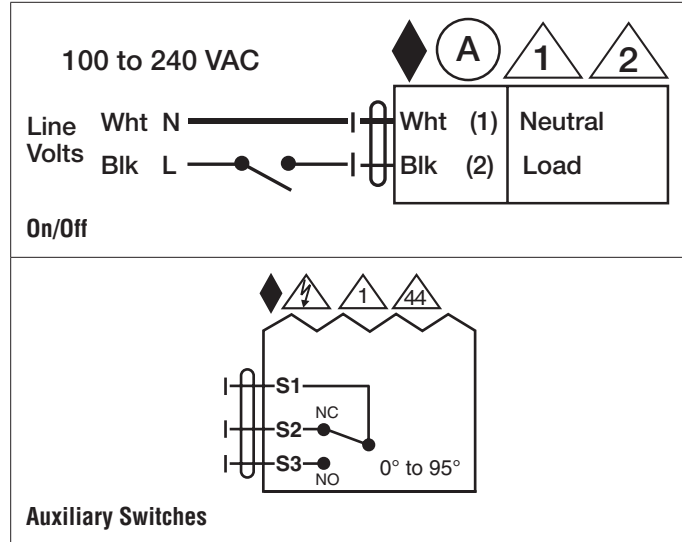 100 to 240 VAC
A 1 2
Line Volts
Wht N
Blk L
Wht (1) Neutral
Blk (2) Load
On/Off
1 44
S1
S2 NC
S3 NO
0° to 95°
Auxiliary Switches